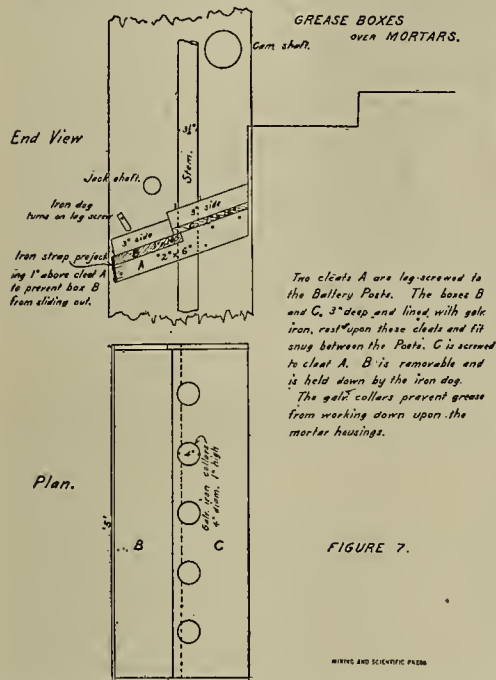 GREASE BOXES
OVER MORTARS.
Cam shaft.
End View
3½"
Stem.
Jack shaft.
Iron dog
turns on lag screw
3" side
3" side
Iron strap project
ing 1" above cleat A
to prevent box B
from sliding out.
B
A
2" x 6"
Two cleats A are lag-screwed to
the Battery Posts. The boxes B
and C, 3" deep and lined with galv.
iron, rest upon these cleats and fit
snug between the Posts. C is screwed
to cleat A. B is removable and
is held down by the iron dog.
The galv. collars prevent grease
from working down upon the
mortar housings.
Plan.
4"
Galv. iron collars
4" diam. 1" high
B
C
FIGURE 7.
MINING AND SCIENTIFIC PRESS